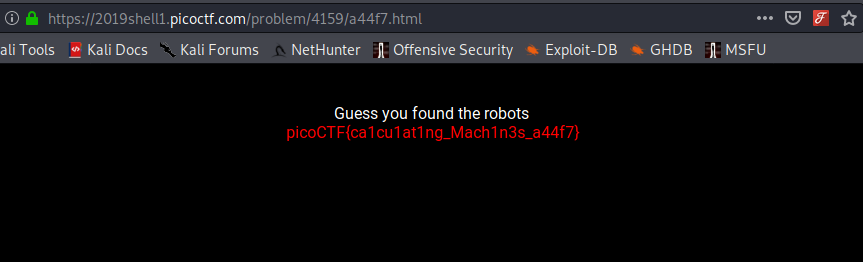 https://2019shell1.picoctf.com/problem/4159/a44f7.html
ali Tools Kali Docs Kali Forums NetHunter Offensive Security Exploit-DB GHDB MSFU
Guess you found the robots
picoCTF{ca1cu1at1ng_Mach1n3s_a44f7}